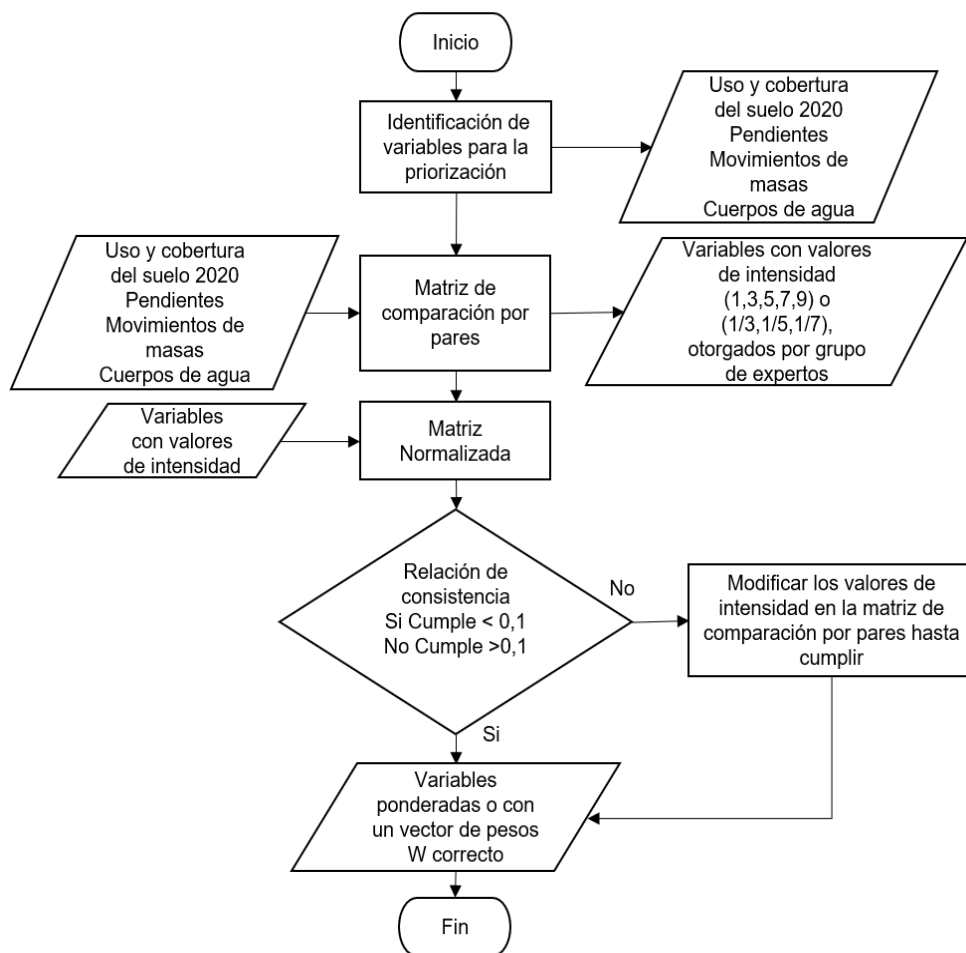 Inicio
Identificación de
variables para la
priorización
Uso y cobertura
del suelo 2020
Pendientes
Movimientos de
masas
Cuerpos de agua
Uso y cobertura
del suelo 2020
Pendientes
Movimientos de
masas
Cuerpos de agua
Matriz de
comparación por
pares
Variables con valores
de intensidad
(1,3,5,7,9) o
(1/3,1/5,1/7),
otorgados por grupo
de expertos
Variables
con valores
de intensidad
Matriz
Normalizada
Relación de
consistencia
Si Cumple < 0,1
No Cumple >0,1
No
Modificar los valores de
intensidad en la matriz de
comparación por pares hasta
cumplir
Si
Variables
ponderadas o con
un vector de pesos
W correcto
Fin